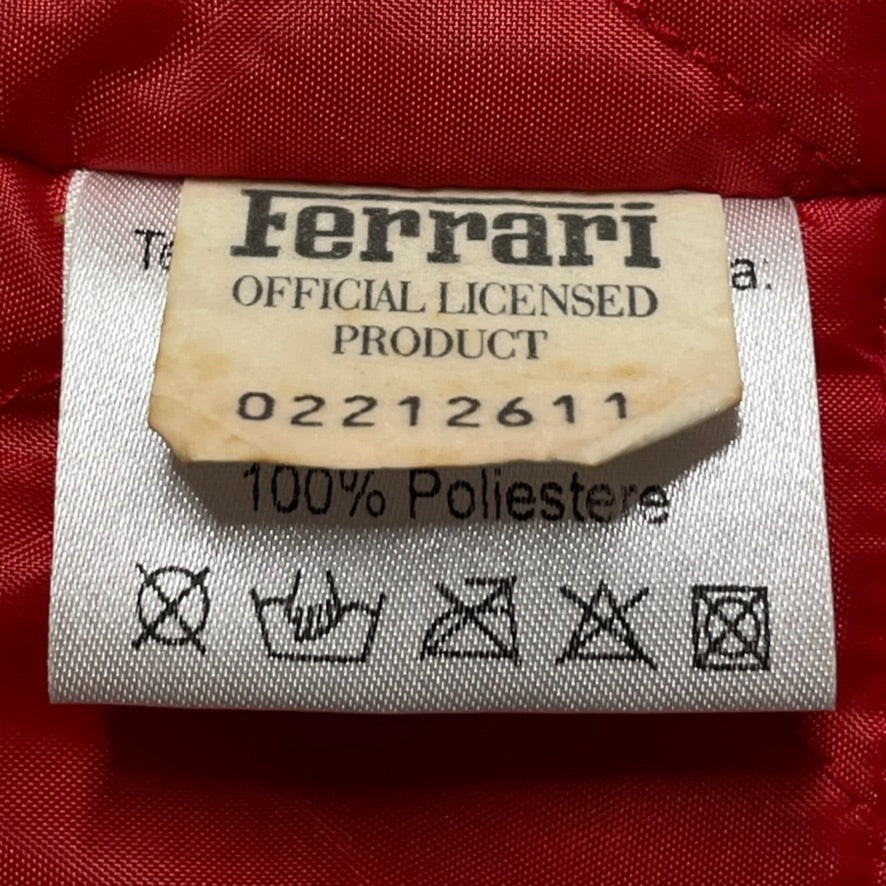 Ferrari
OFFICIAL LICENSED
PRODUCT
02212611
100% Poliestere